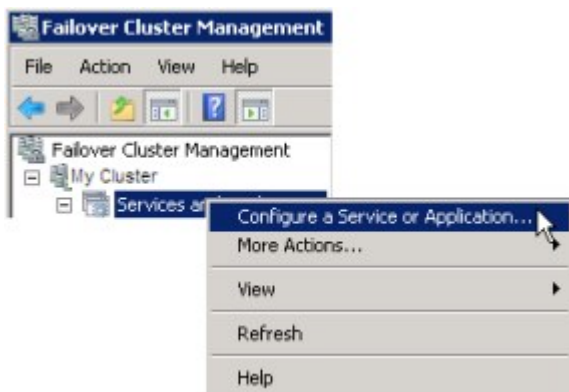 Failover Cluster Management
File Action View Help
Failover Cluster Management
My Cluster
Services
Configure a Service or Application...
More Actions...
View
Refresh
Help